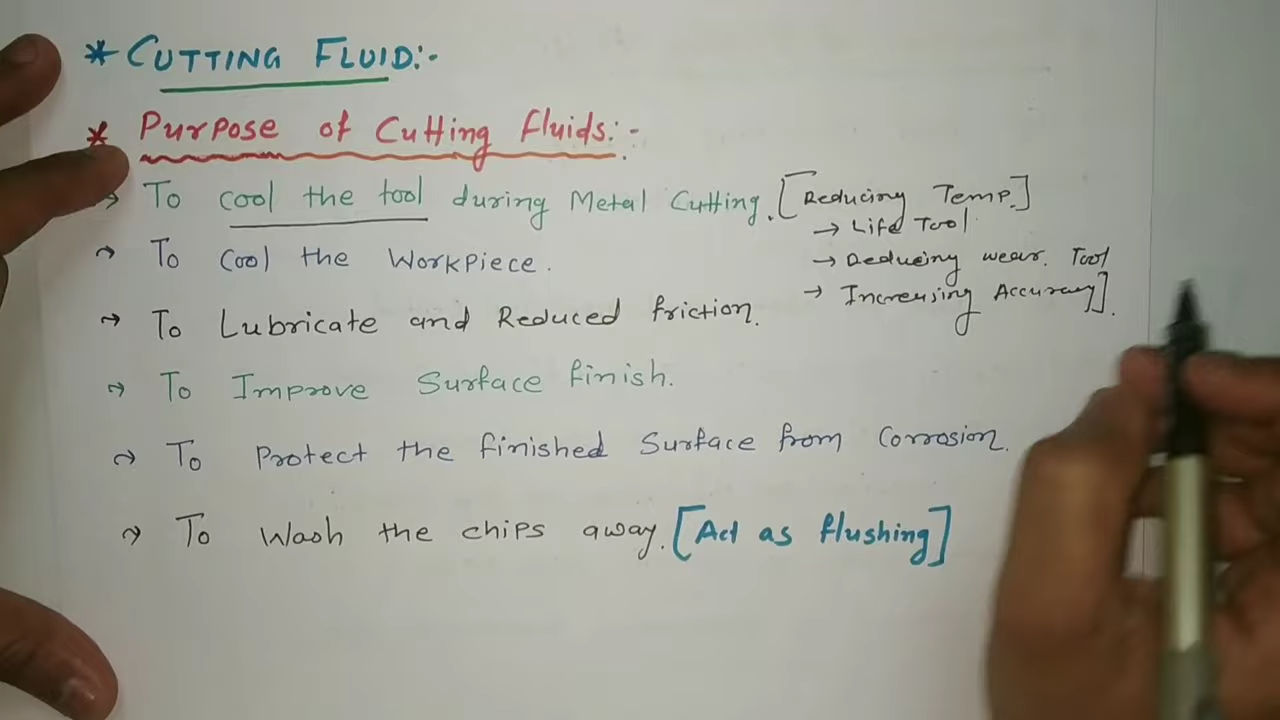 * CUTTING FLUID:-
* Purpose of Cutting Fluids:-
→ To cool the tool during Metal Cutting. [Reducing Temp.]
→ Life Tool
→ Reducing wear. Tool
→ Increasing Accuracy].
→ To Cool the Workpiece.
→ To Lubricate and Reduced friction.
→ To Improve Surface finish.
→ To Protect the finished Surface from Corrosion.
→ To Wash the chips away. [Act as flushing]